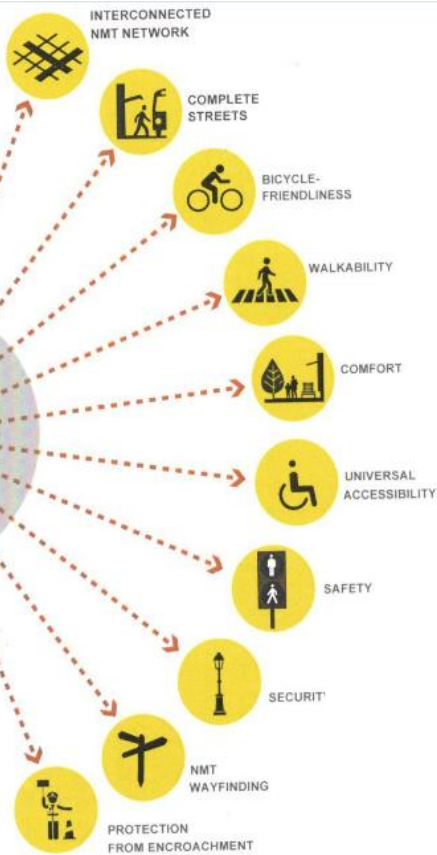 INTERCONNECTED
NMT NETWORK
COMPLETE
STREETS
BICYCLE-
FRIENDLINESS
WALKABILITY
COMFORT
UNIVERSAL
ACCESSIBILITY
SAFETY
SECURIT
NMT
WAYFINDING
PROTECTION
FROM ENCROACHMENT